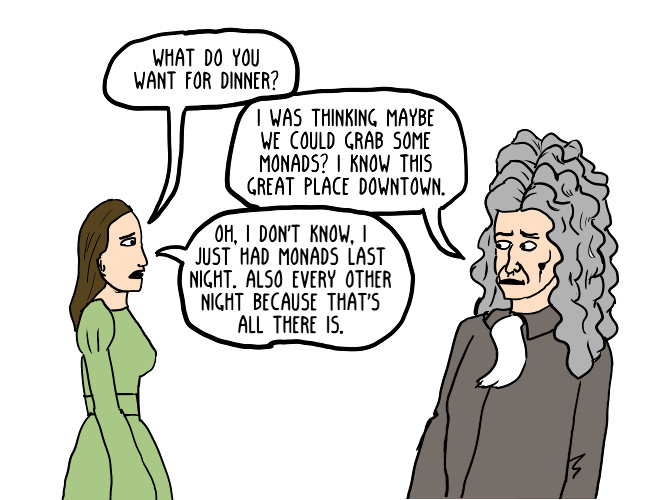 WHAT DO YOU
WANT FOR DINNER?
I WAS THINKING MAYBE
WE COULD GRAB SOME
MONADS? I KNOW THIS
GREAT PLACE DOWNTOWN.
OH, I DON'T KNOW, I
JUST HAD MONADS LAST
NIGHT. ALSO EVERY OTHER
NIGHT BECAUSE THAT'S
ALL THERE IS.